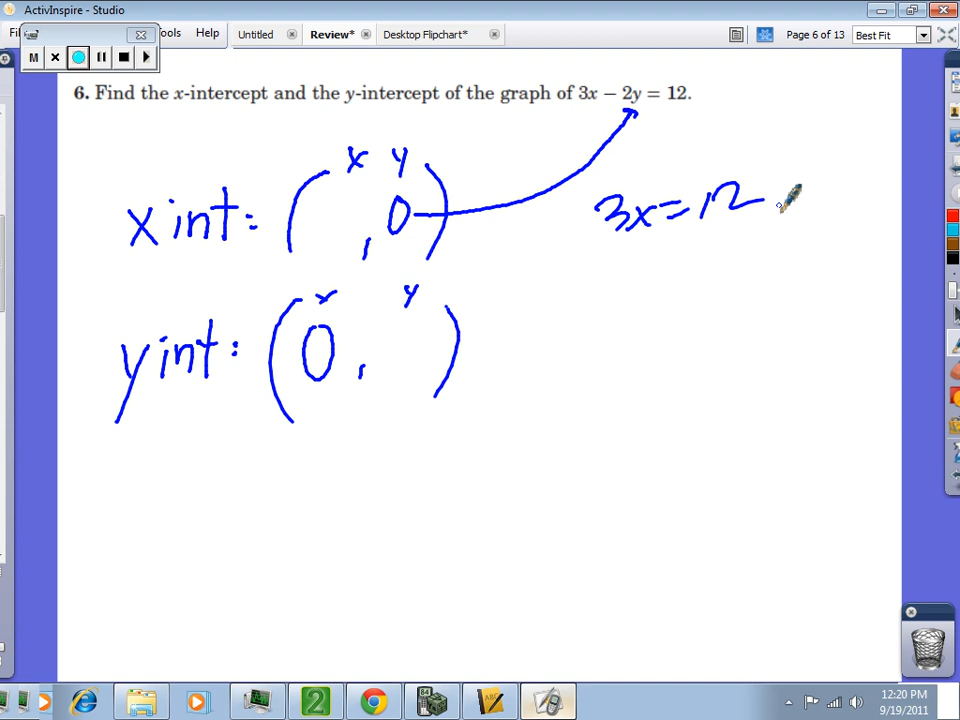 ActivInspire - Studio
Tools Help Untitled Review* Desktop Flipchart* Page 6 of 13 Best Fit
M
6. Find the x-intercept and the y-intercept of the graph of 3x − 2y = 12.
x y
x int: ( , 0)
3x = 12
x y
y int: (0, )
12:20 PM
9/19/2011